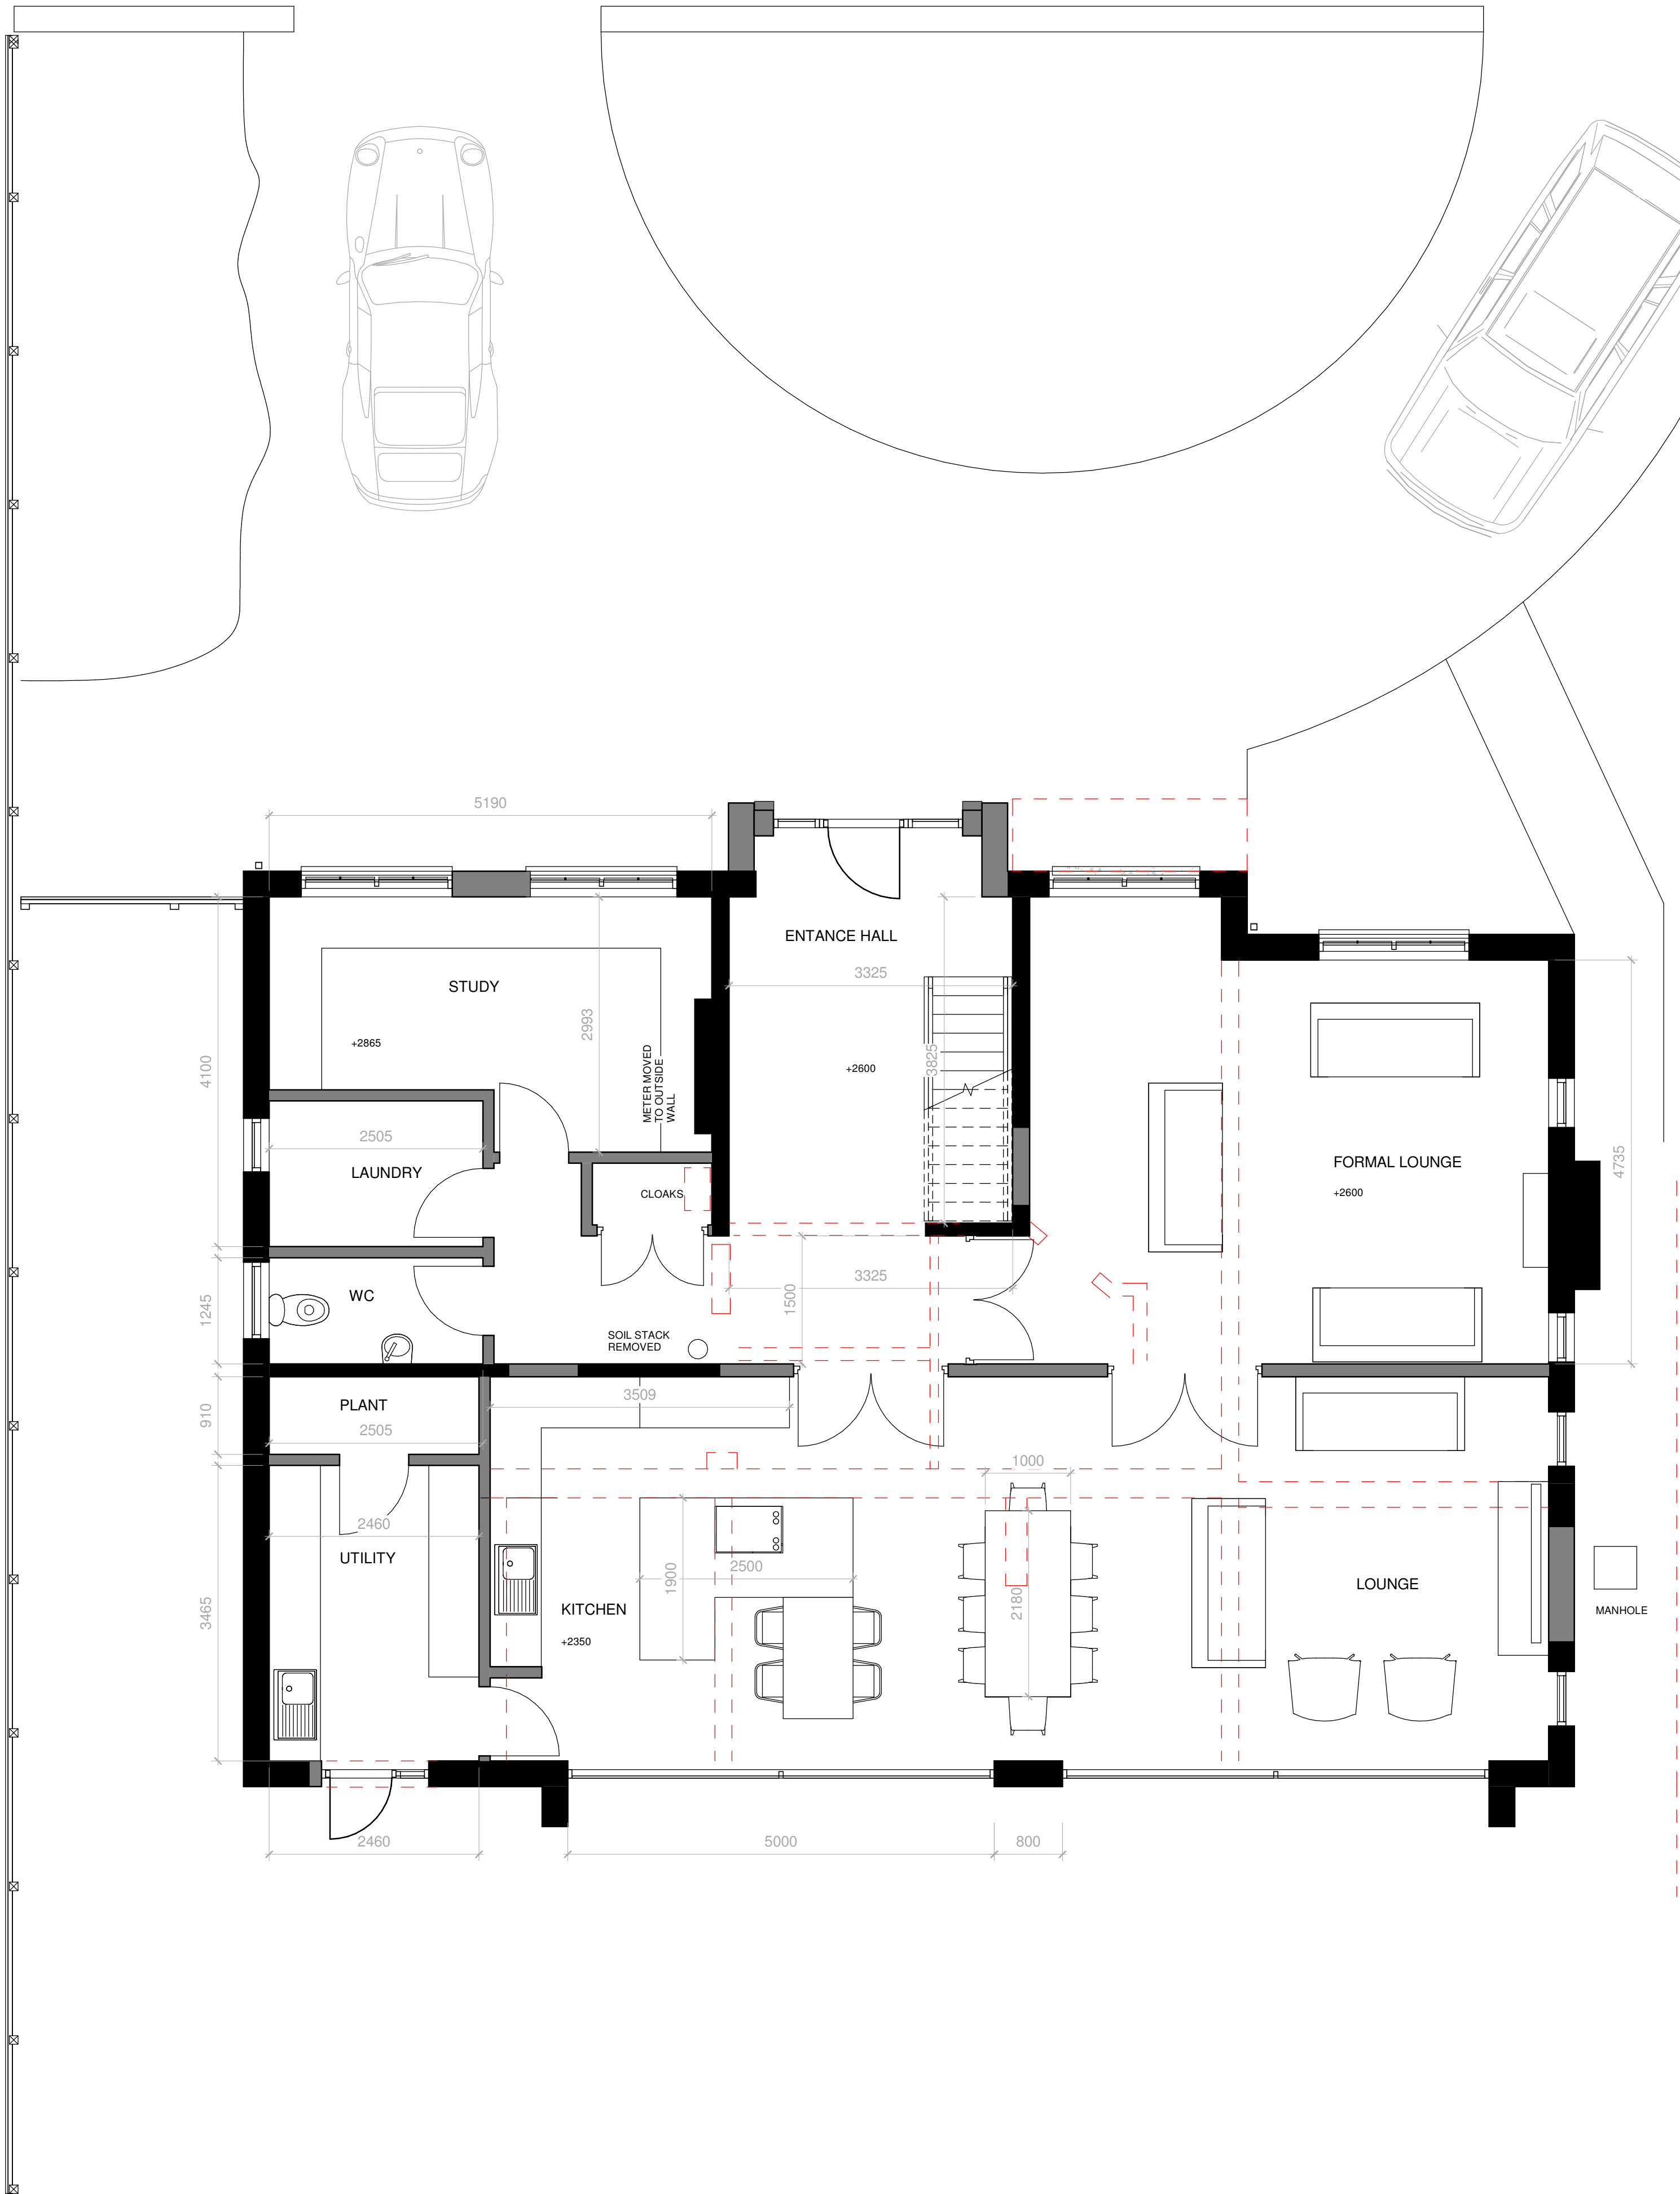 5190
ENTANCE HALL
3325
STUDY
2993
+2865
4100
METER MOVED
TO OUTSIDE
WALL
+2600
3825
2505
LAUNDRY
CLOAKS
FORMAL LOUNGE
+2600
4735
3325
1500
WC
1245
SOIL STACK
REMOVED
PLANT
2505
910
3509
1000
2460
UTILITY
1900
2500
2180
KITCHEN
+2350
LOUNGE
MANHOLE
3465
2460
5000
800